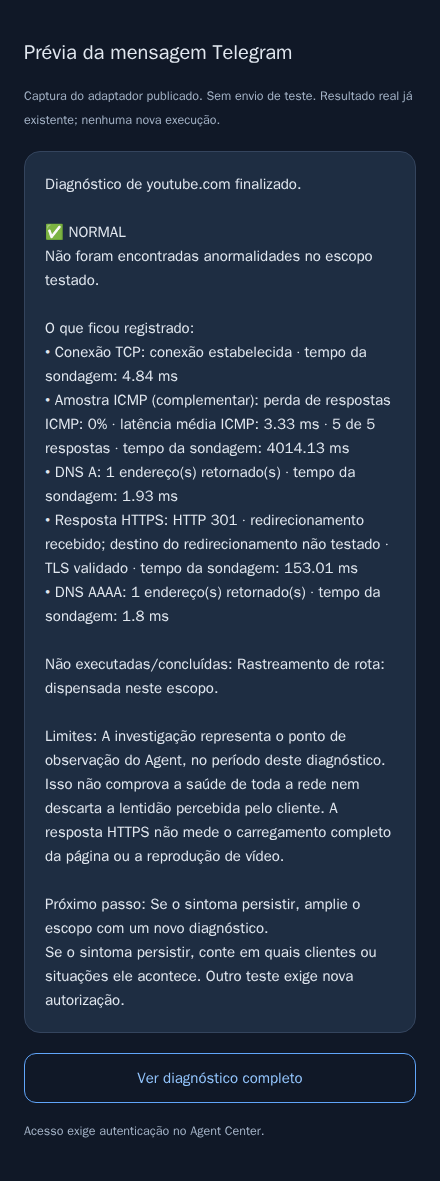 Prévia da mensagem Telegram
Captura do adaptador publicado. Sem envio de teste. Resultado real já
existente; nenhuma nova execução.
Diagnóstico de youtube.com finalizado.
✅ NORMAL
Não foram encontradas anormalidades no escopo
testado.
O que ficou registrado:
• Conexão TCP: conexão estabelecida · tempo da
sondagem: 4.84 ms
• Amostra ICMP (complementar): perda de respostas
ICMP: 0% · latência média ICMP: 3.33 ms · 5 de 5
respostas · tempo da sondagem: 4014.13 ms
• DNS A: 1 endereço(s) retornado(s) · tempo da
sondagem: 1.93 ms
• Resposta HTTPS: HTTP 301 · redirecionamento
recebido; destino do redirecionamento não testado ·
TLS validado · tempo da sondagem: 153.01 ms
• DNS AAAA: 1 endereço(s) retornado(s) · tempo da
sondagem: 1.8 ms
Não executadas/concluídas: Rastreamento de rota:
dispensada neste escopo.
Limites: A investigação representa o ponto de
observação do Agent, no período deste diagnóstico.
Isso não comprova a saúde de toda a rede nem
descarta a lentidão percebida pelo cliente. A
resposta HTTPS não mede o carregamento completo
da página ou a reprodução de vídeo.
Próximo passo: Se o sintoma persistir, amplie o
escopo com um novo diagnóstico.
Se o sintoma persistir, conte em quais clientes ou
situações ele acontece. Outro teste exige nova
autorização.
Ver diagnóstico completo
Acesso exige autenticação no Agent Center.